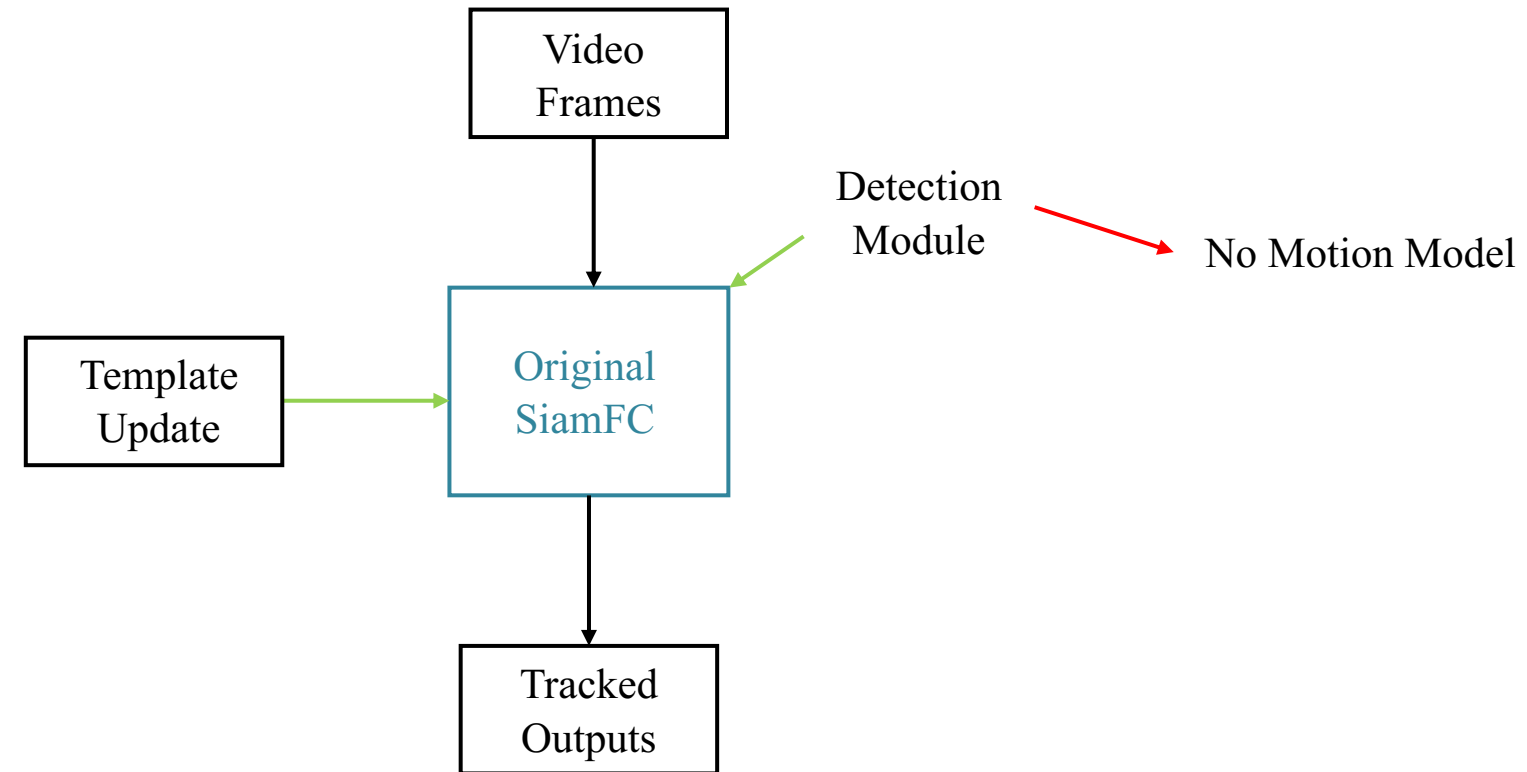 Video
Frames
Detection
Module
No Motion Model
Template
Update
Original
SiamFC
Tracked
Outputs